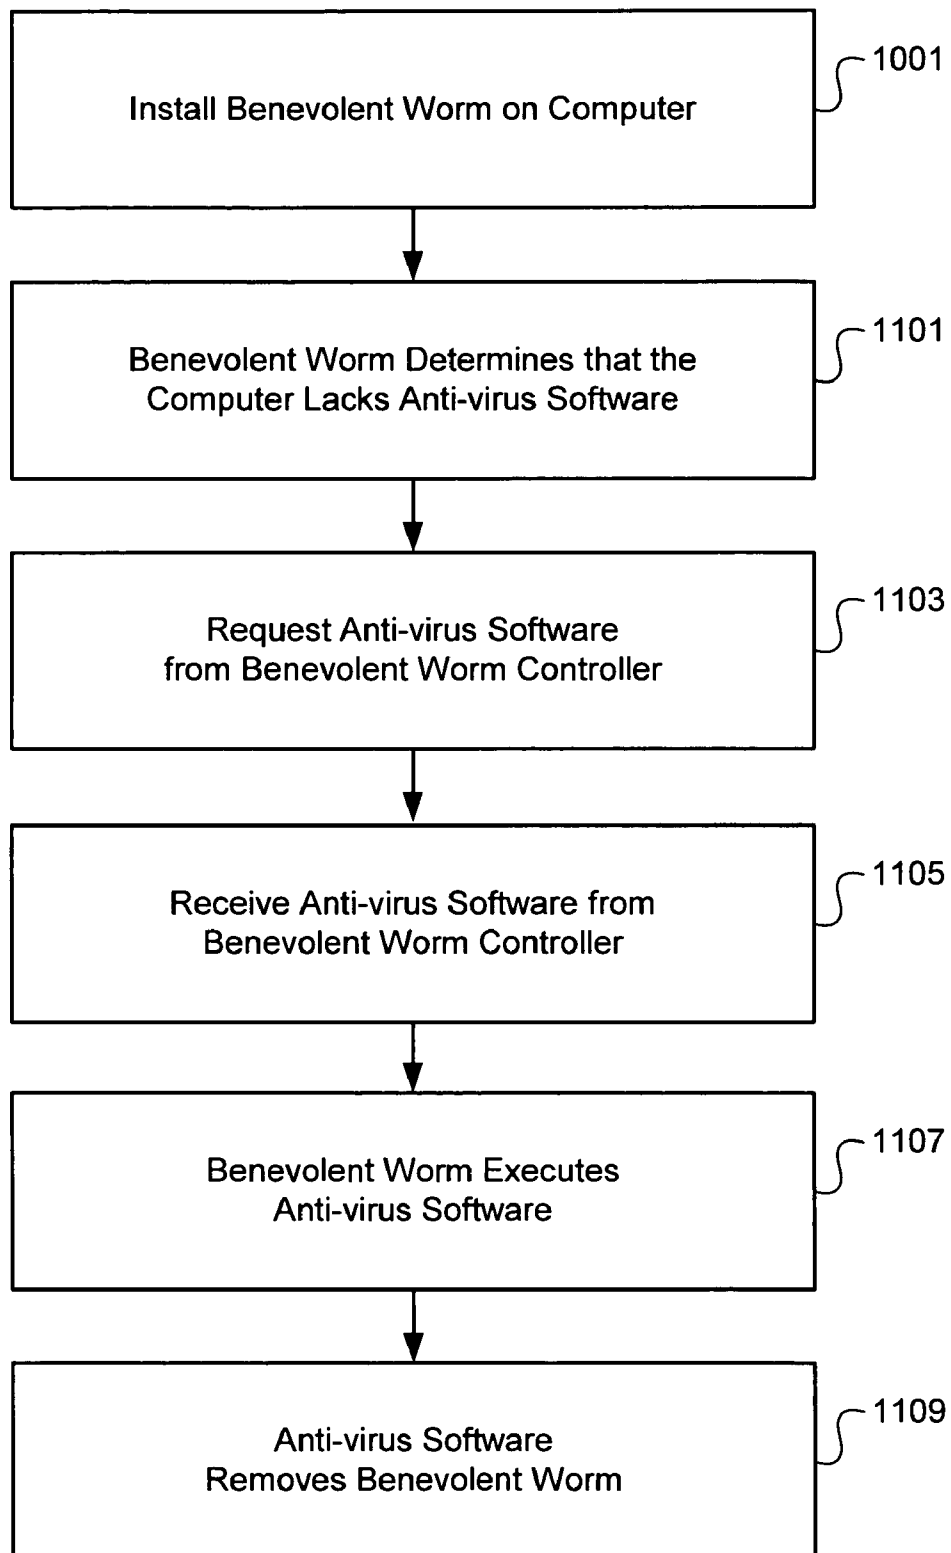 Install Benevolent Worm on Computer
1001
Benevolent Worm Determines that the
Computer Lacks Anti-virus Software
1101
Request Anti-virus Software
from Benevolent Worm Controller
1103
Receive Anti-virus Software from
Benevolent Worm Controller
1105
Benevolent Worm Executes
Anti-virus Software
1107
Anti-virus Software
Removes Benevolent Worm
1109